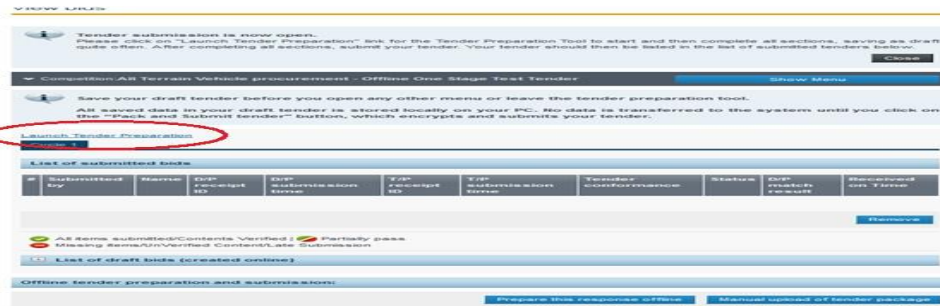 View Bids
Tender submission is now open.
Please click on "Launch Tender Preparation" link for the Tender Preparation Tool to start and then complete all sections, saving as draft
quite often. After completing all sections, submit your tender. Your tender should then be listed in the list of submitted tenders below.
Close
Competition:All Terrain Vehicle procurement - Offline One Stage Test Tender
Show Menu
Save your draft tender before you open any other menu or leave the tender preparation tool.
All saved data in your draft tender is stored locally on your PC. No data is transferred to the system until you click on
the "Pack and Submit tender" button, which encrypts and submits your tender.
Launch Tender Preparation
Cycle 1
List of submitted bids
# Submitted by Name D/P receipt ID D/P submission time T/P receipt ID T/P submission time Tender conformance Status D/P match result Received on Time
Remove
All items submitted/Contents Verified | Partially pass
Missing items/UnVerified Content/Late Submission
List of draft bids (created online)
Offline tender preparation and submission:
Prepare this response offline Manual upload of tender package